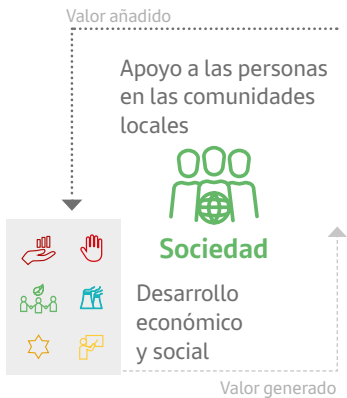 Valor añadido
Apoyo a las personas
en las comunidades
locales
Sociedad
Desarrollo
económico
y social
Valor generado